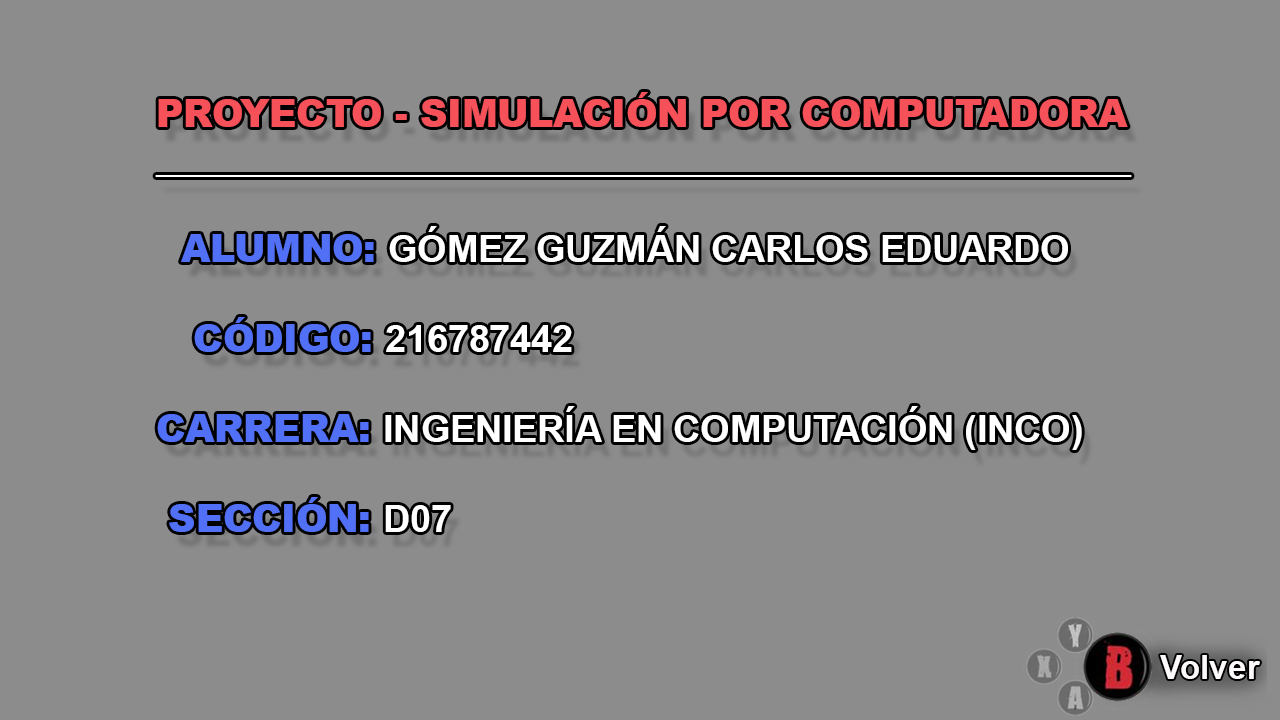 PROYECTO - SIMULACIÓN POR COMPUTADORA
ALUMNO: GÓMEZ GUZMÁN CARLOS EDUARDO
CÓDIGO: 216787442
CARRERA: INGENIERÍA EN COMPUTACIÓN (INCO)
SECCIÓN: D07
Y
X B Volver
A